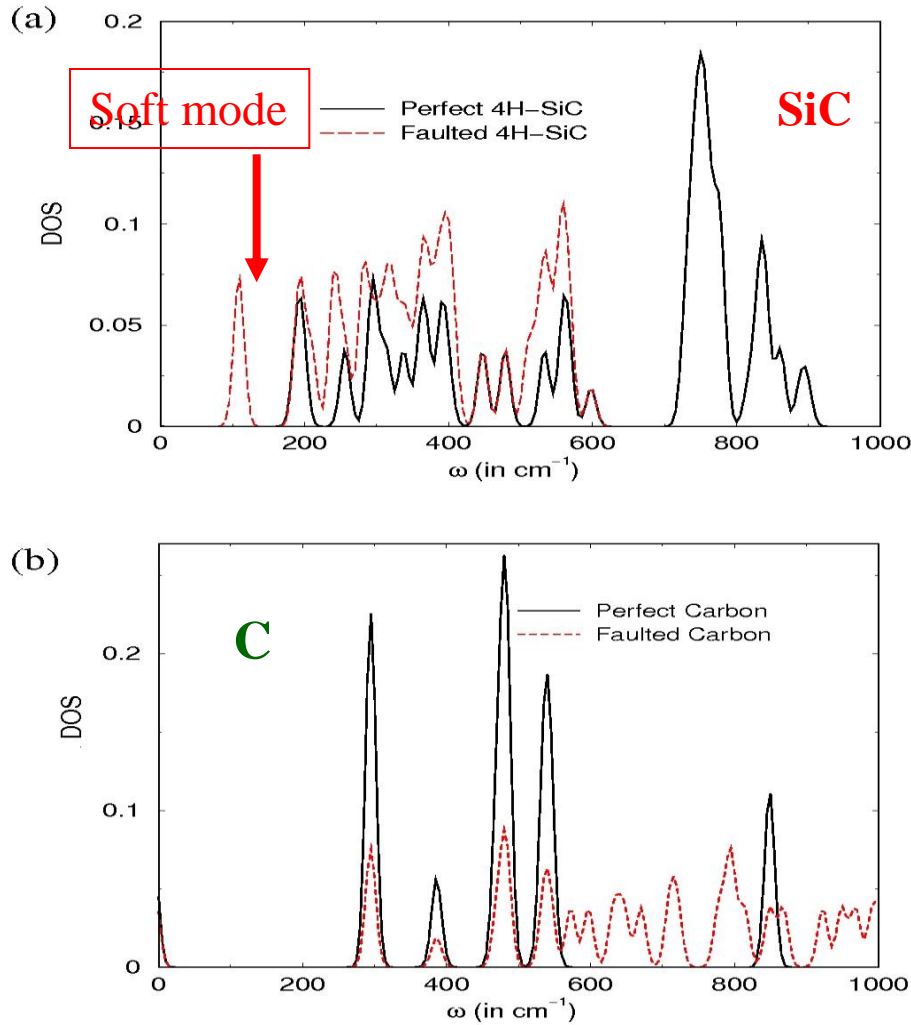 (a)
0.2
Soft mode
0.15
Perfect 4H−SiC
Faulted 4H−SiC
SiC
DOS
0.1
0.05
0
0 200 400 600 800 1000
ω (in cm⁻¹)
(b)
Perfect Carbon
Faulted Carbon
C
0.2
DOS
0.1
0
0 200 400 600 800 1000
ω (in cm⁻¹)